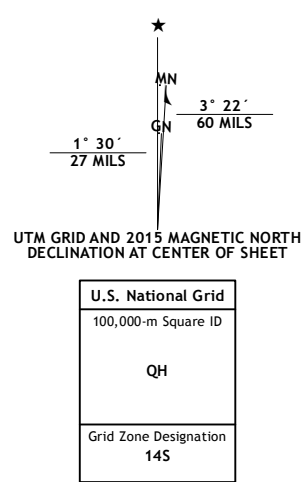 ★
MN
GN
3° 22´
60 MILS
1° 30´
27 MILS
UTM GRID AND 2015 MAGNETIC NORTH
DECLINATION AT CENTER OF SHEET
U.S. National Grid
100,000-m Square ID
QH
Grid Zone Designation
14S